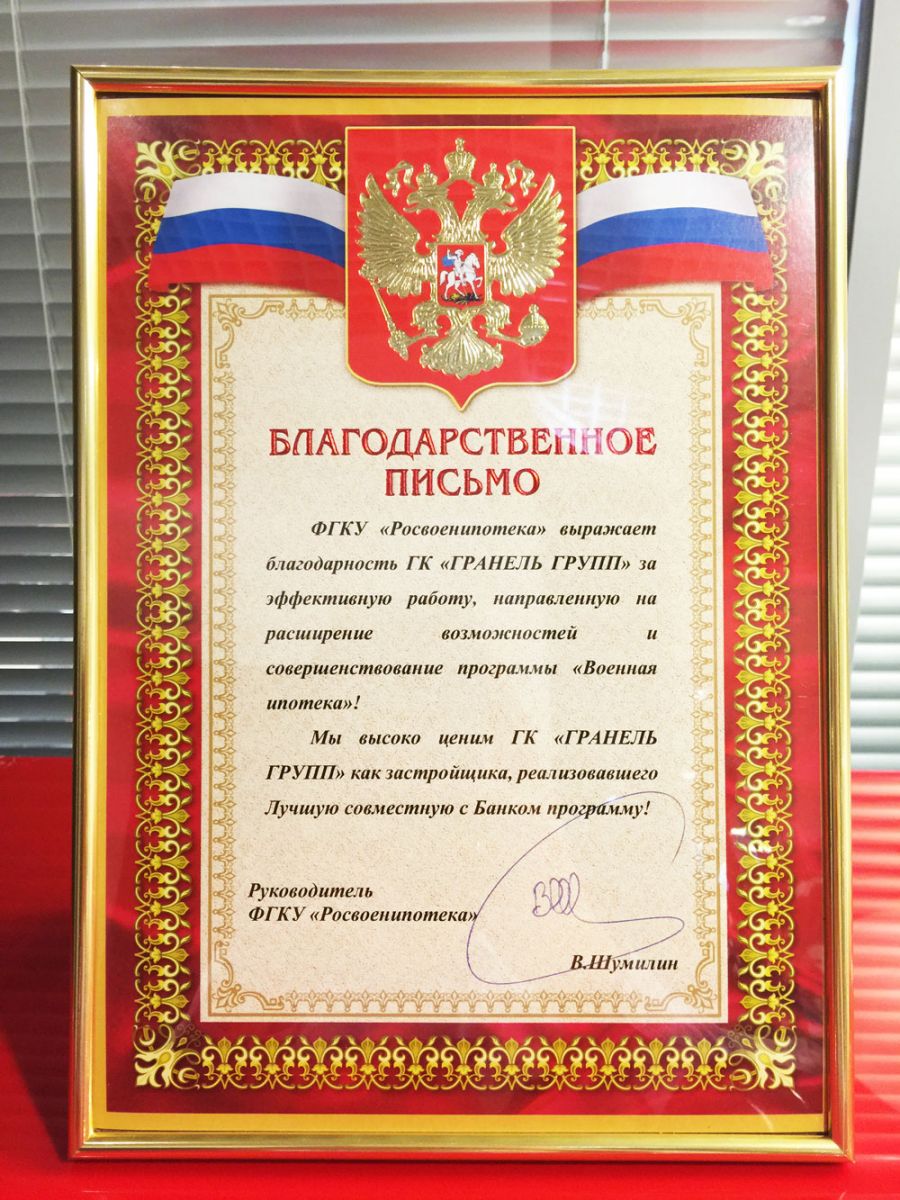 БЛАГОДАРСТВЕННОЕ
ПИСЬМО
ФГКУ «Росвоенипотека» выражает
благодарность ГК «ГРАНЕЛЬ ГРУПП» за
эффективную работу, направленную на
расширение возможностей и
совершенствование программы «Военная
ипотека»!
Мы высоко ценим ГК «ГРАНЕЛЬ
ГРУПП» как застройщика, реализовавшего
Лучшую совместную с Банком программу!
Руководитель
ФГКУ «Росвоенипотека»
В.Шумилин